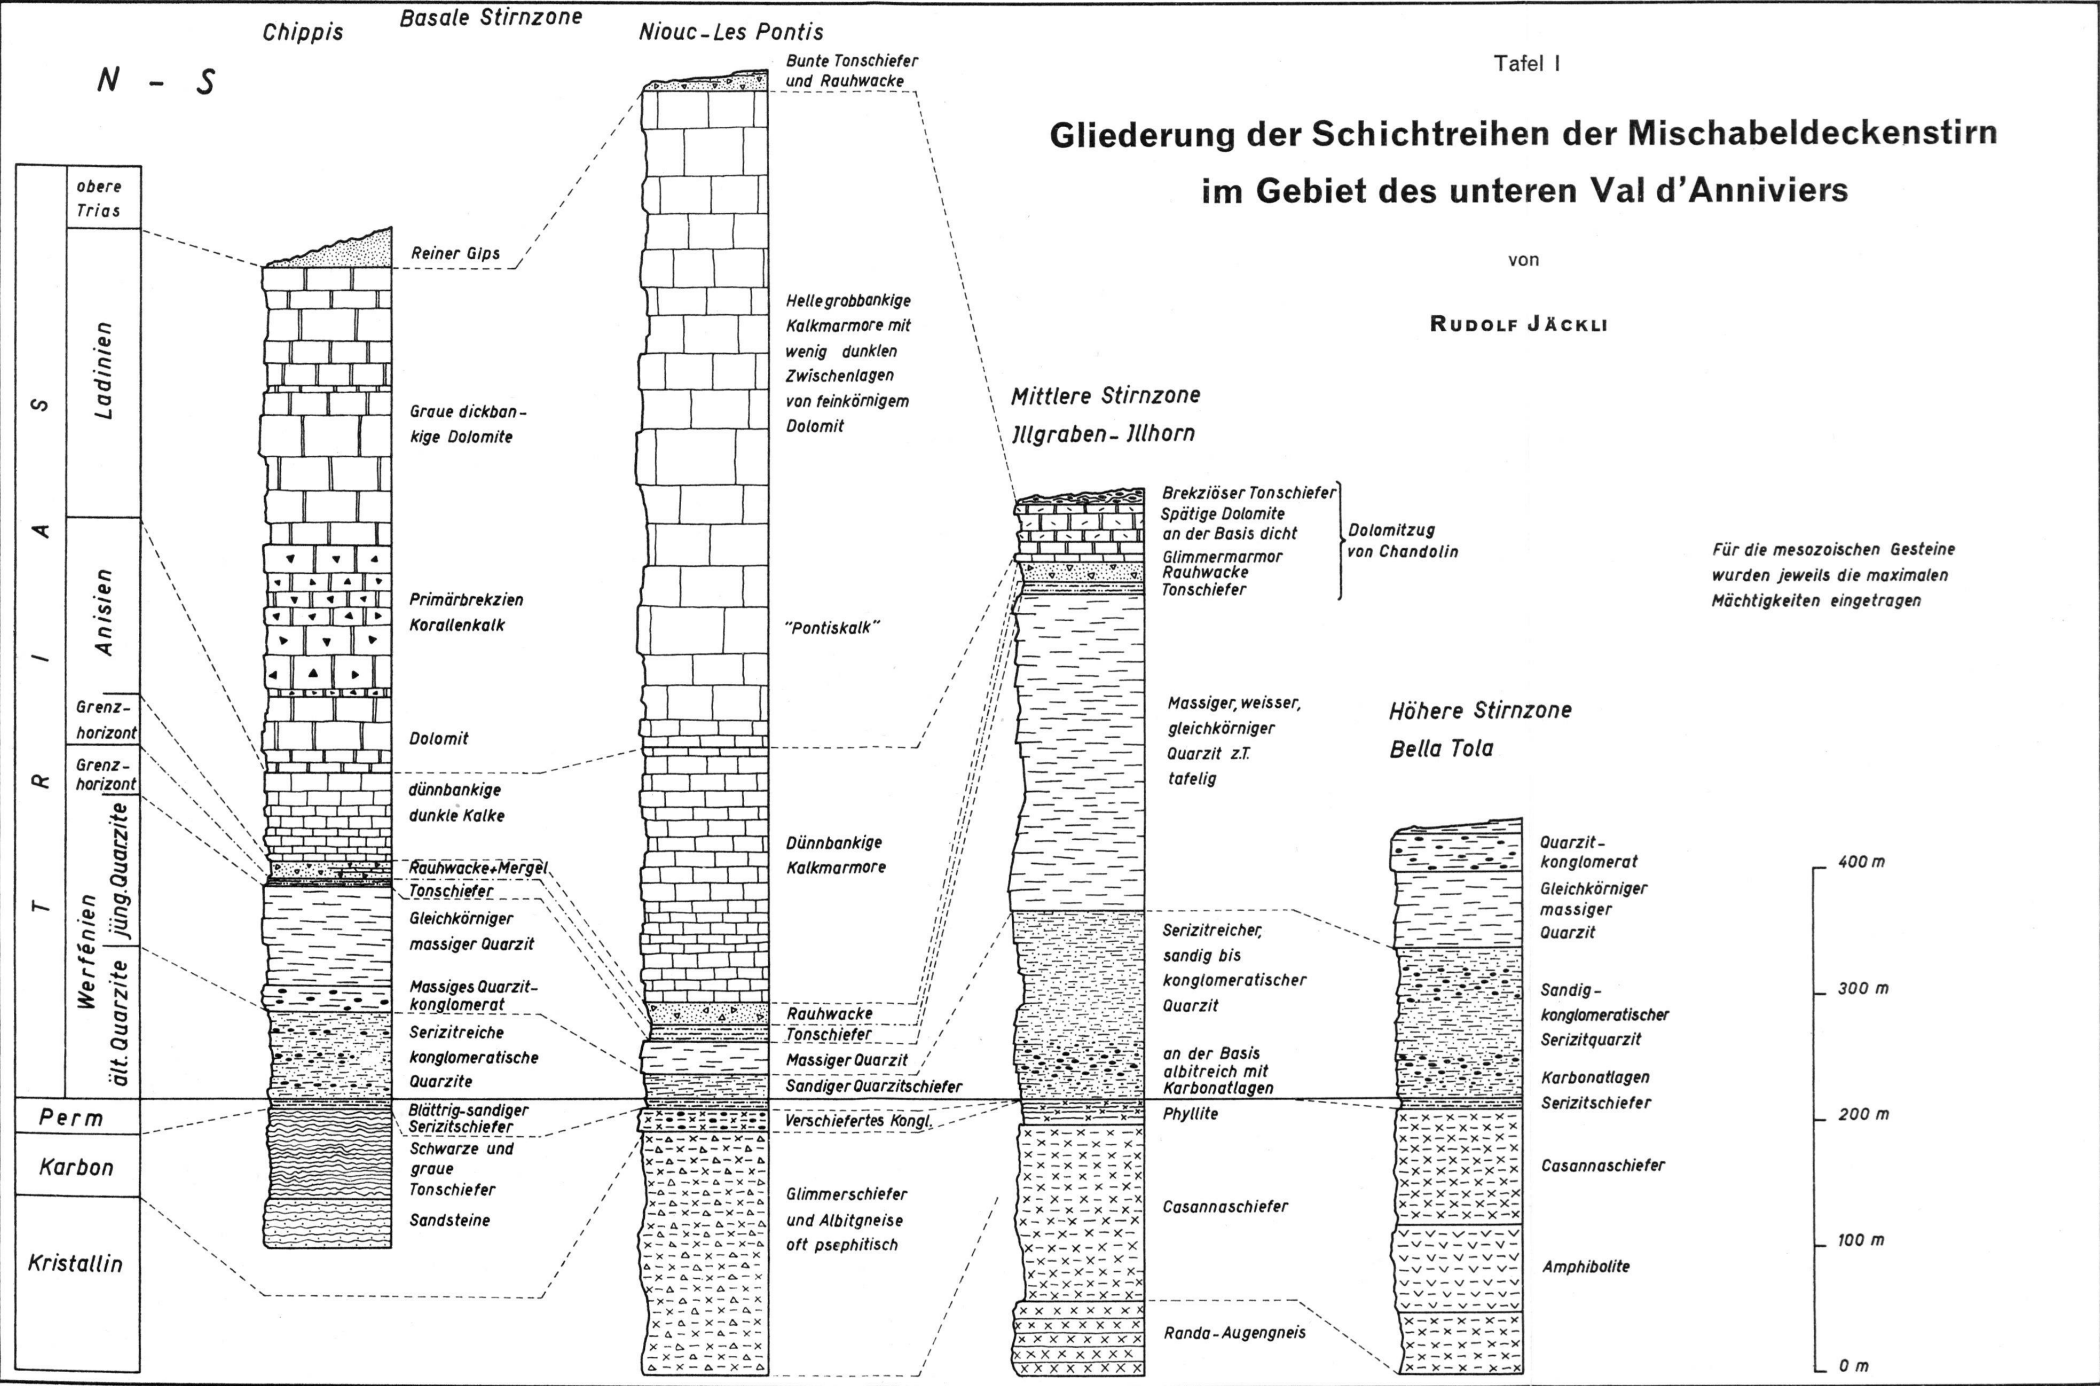 Chippis
Basale Stirnzone
Niouc-Les Pontis
N - S
Tafel I
Gliederung der Schichtreihen der Mischabeldeckenstirn
im Gebiet des unteren Val d'Anniviers
von
RUDOLF JÄCKLI
TRIAS
obere
Trias
Ladinien
Anisien
Grenz-
horizont
Grenz-
horizont
Werfénien
ält. Quarzite
jüng. Quarzite
Perm
Karbon
Kristallin
Reiner Gips
Graue dickban-
kige Dolomite
Primärbrekzien
Korallenkalk
Dolomit
dünnbankige
dunkle Kalke
Rauhwacke+Mergel
Tonschiefer
Gleichkörniger
massiger Quarzit
Massiges Quarzit-
konglomerat
Serizitreiche
konglomeratische
Quarzite
Blättrig-sandiger
Serizitschiefer
Schwarze und
graue
Tonschiefer
Sandsteine
Bunte Tonschiefer
und Rauhwacke
Helle grobbankige
Kalkmarmore mit
wenig dunklen
Zwischenlagen
von feinkörnigem
Dolomit
"Pontiskalk"
Dünnbankige
Kalkmarmore
Rauhwacke
Tonschiefer
Massiger Quarzit
Sandiger Quarzitschiefer
Verschiefertes Kongl.
Glimmerschiefer
und Albitgneise
oft psephitisch
Mittlere Stirnzone
Jllgraben-Jllhorn
Brekziöser Tonschiefer
Spätige Dolomite
an der Basis dicht
Glimmermarmor
Rauhwacke
Tonschiefer
Dolomitzug
von Chandolin
Massiger, weisser,
gleichkörniger
Quarzit z.T.
tafelig
Serizitreicher,
sandig bis
konglomeratischer
Quarzit
an der Basis
albitreich mit
Karbonatlagen
Phyllite
Casannaschiefer
Randa-Augengneis
Höhere Stirnzone
Bella Tola
Quarzit-
konglomerat
Gleichkörniger
massiger
Quarzit
Sandig-
konglomeratischer
Serizitquarzit
Karbonatlagen
Serizitschiefer
Casannaschiefer
Amphibolite
Für die mesozoischen Gesteine
wurden jeweils die maximalen
Mächtigkeiten eingetragen
400 m
300 m
200 m
100 m
0 m